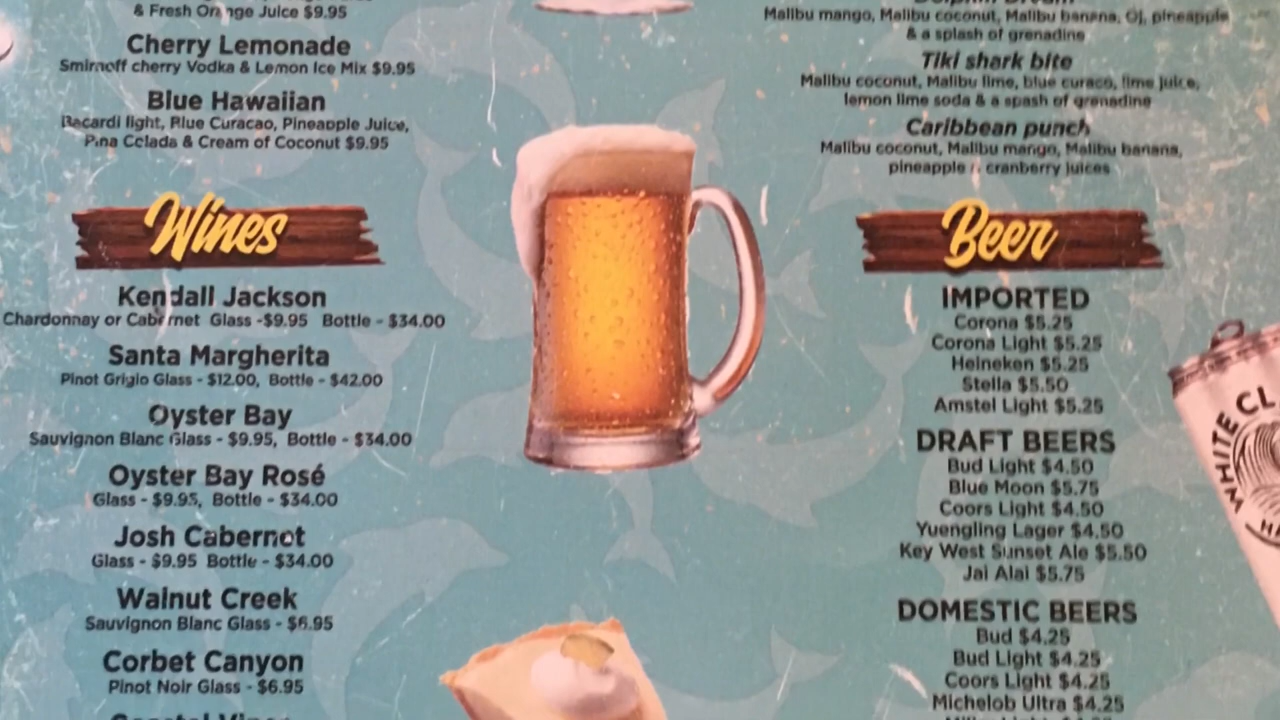 & Fresh Orange Juice $9.95
Cherry Lemonade
Smirnoff cherry Vodka & Lemon Ice Mix $9.95
Blue Hawaiian
Bacardi light, Blue Curacao, Pineapple Juice,
Pina Colada & Cream of Coconut $9.95
Wines
Kendall Jackson
Chardonnay or Cabernet Glass -$9.95 Bottle - $34.00
Santa Margherita
Pinot Grigio Glass - $12.00, Bottle - $42.00
Oyster Bay
Sauvignon Blanc Glass - $9.95, Bottle - $34.00
Oyster Bay Rosé
Glass - $9.95, Bottle - $34.00
Josh Cabernet
Glass - $9.95 Bottle - $34.00
Walnut Creek
Sauvignon Blanc Glass - $6.95
Corbet Canyon
Pinot Noir Glass - $6.95
Malibu mango, Malibu coconut, Malibu banana, OJ, pineapple
& a splash of grenadine
Tiki shark bite
Malibu coconut, Malibu lime, blue curaco, lime juice,
lemon lime soda & a spash of grenadine
Caribbean punch
Malibu coconut, Malibu mango, Malibu banana,
pineapple cranberry juices
Beer
IMPORTED
Corona $5.25
Corona Light $5.25
Heineken $5.25
Stella $5.50
Amstel Light $5.25
DRAFT BEERS
Bud Light $4.50
Blue Moon $5.75
Coors Light $4.50
Yuengling Lager $4.50
Key West Sunset Ale $5.50
Jai Alai $5.75
DOMESTIC BEERS
Bud $4.25
Bud Light $4.25
Coors Light $4.25
Michelob Ultra $4.25
WHITE CL